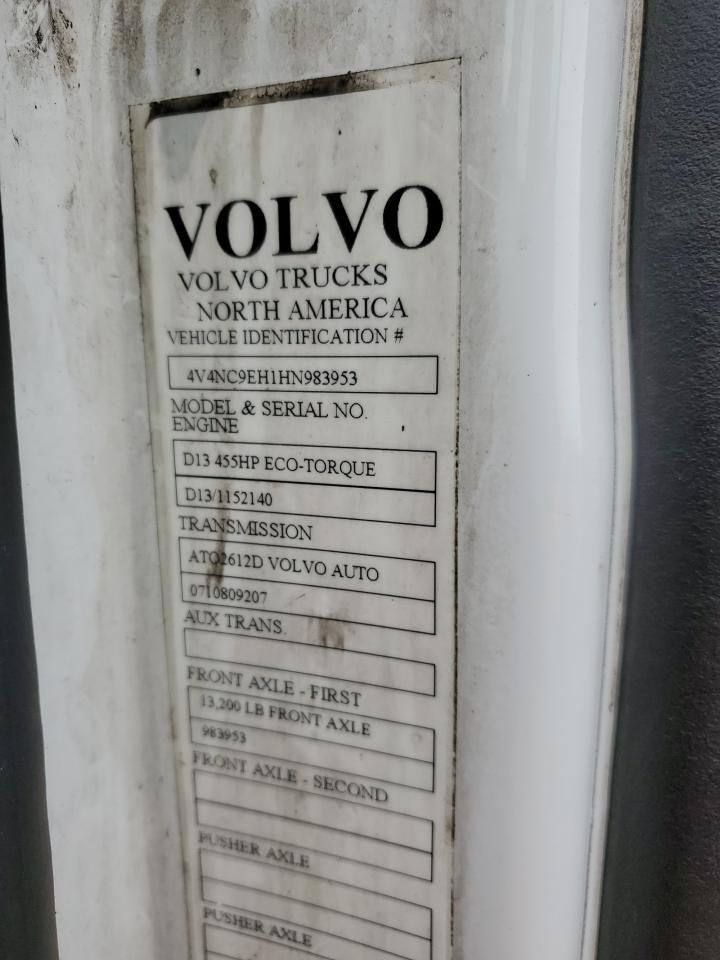 VOLVO
VOLVO TRUCKS
NORTH AMERICA
VEHICLE IDENTIFICATION #
4V4NC9EH1HN983953
MODEL & SERIAL NO.
ENGINE
D13 455HP ECO-TORQUE
D13/1152140
TRANSMISSION
ATO2612D VOLVO AUTO
0710809207
AUX TRANS.
FRONT AXLE - FIRST
13,200 LB FRONT AXLE
983953
FRONT AXLE - SECOND
PUSHER AXLE
PUSHER AXLE